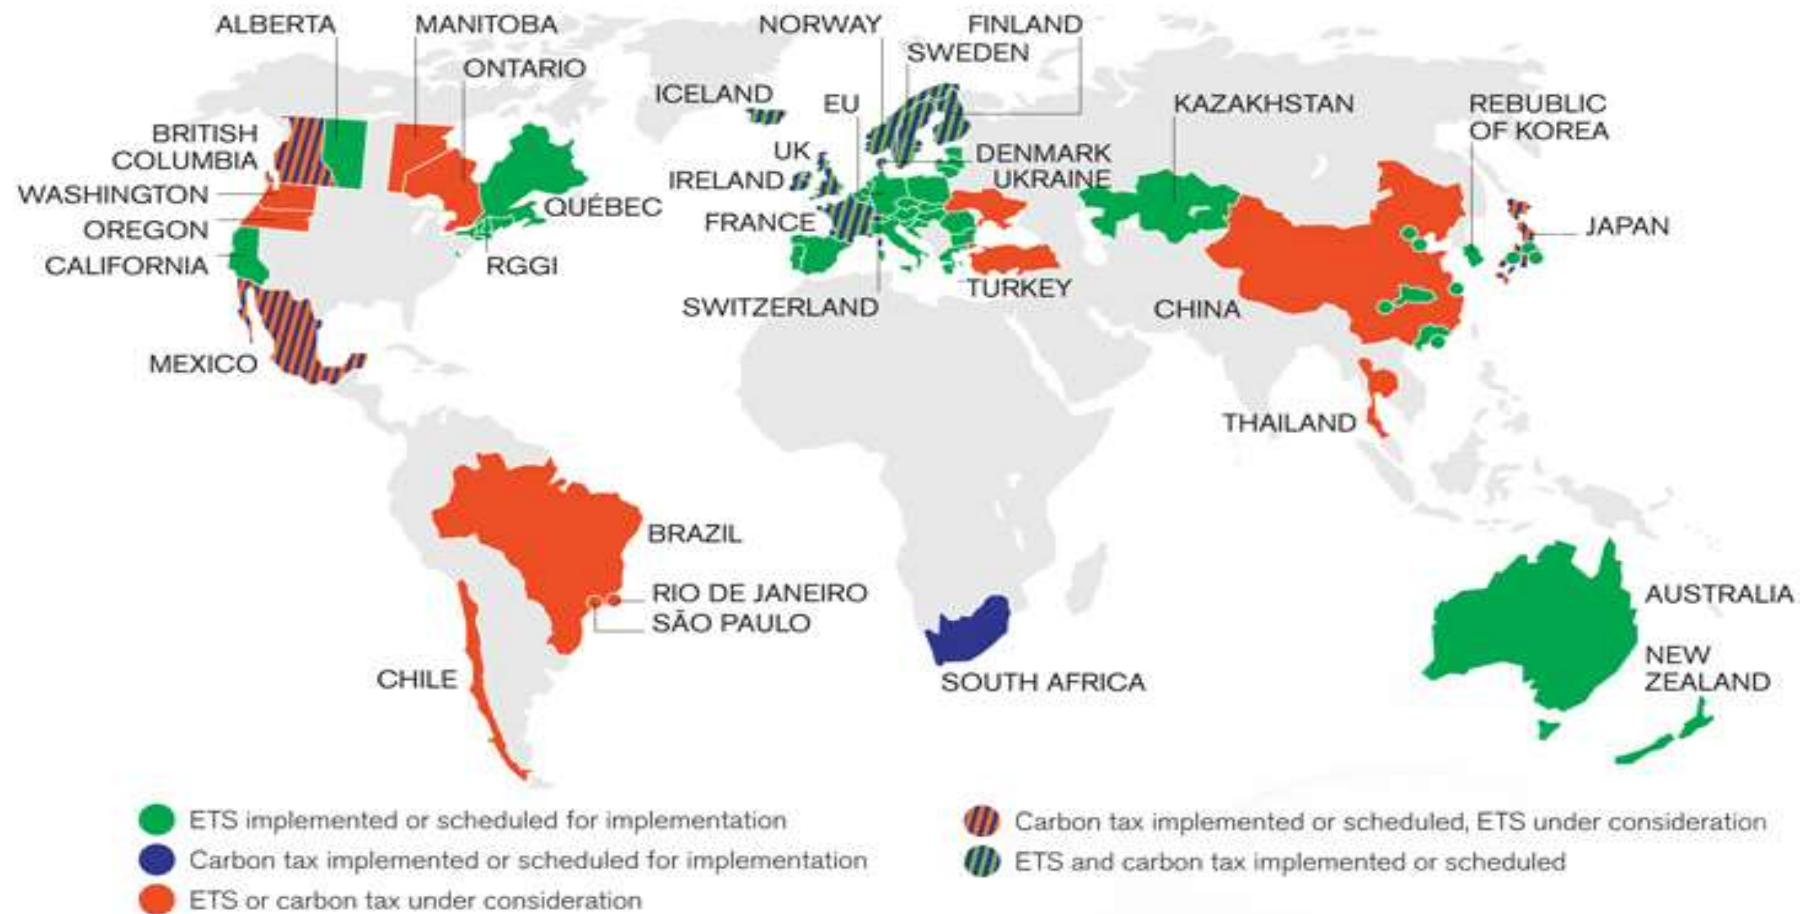 ALBERTA
MANITOBA
NORWAY
FINLAND
ONTARIO
SWEDEN
ICELAND
EU
KAZAKHSTAN
REBUBLIC
OF KOREA
BRITISH
COLUMBIA
UK
DENMARK
IRELAND
UKRAINE
WASHINGTON
QUÉBEC
FRANCE
OREGON
JAPAN
CALIFORNIA
RGGI
TURKEY
SWITZERLAND
CHINA
MEXICO
THAILAND
BRAZIL
RIO DE JANEIRO
SÃO PAULO
AUSTRALIA
CHILE
SOUTH AFRICA
NEW
ZEALAND
ETS implemented or scheduled for implementation
Carbon tax implemented or scheduled for implementation
ETS or carbon tax under consideration
Carbon tax implemented or scheduled, ETS under consideration
ETS and carbon tax implemented or scheduled